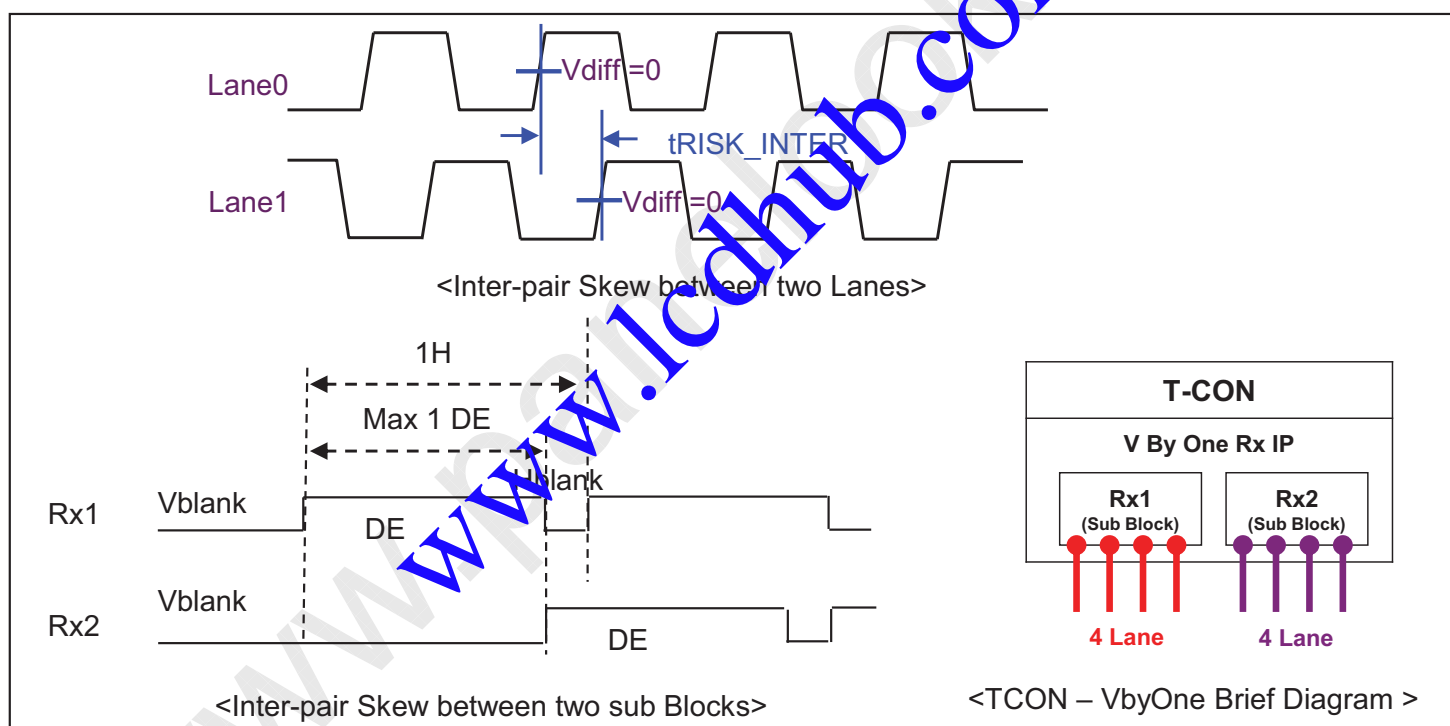 Lane0
Vdiff =0
tRISK_INTER
Lane1
Vdiff =0
<Inter-pair Skew between two Lanes>
1H
Max 1 DE
Hblank
Rx1
Vblank
DE
Rx2
Vblank
DE
<Inter-pair Skew between two sub Blocks>
T-CON
V By One Rx IP
Rx1
(Sub Block)
Rx2
(Sub Block)
4 Lane
4 Lane
<TCON – VbyOne Brief Diagram >
www.lcdhub.com